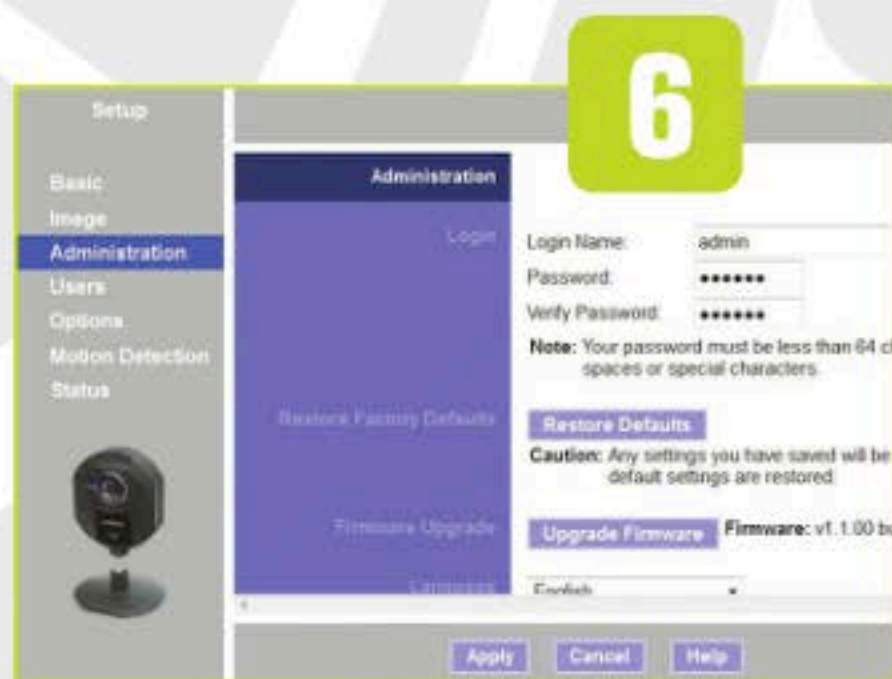 6
Setup
Basic
Image
Administration
Users
Options
Motion Detection
Status
Administration
Login
Login Name: admin
Password: ••••••
Verify Password: ••••••
Note: Your password must be less than 64 c
spaces or special characters.
Restore Factory Defaults
Restore Defaults
Caution: Any settings you have saved will be
default settings are restored.
Firmware Upgrade
Upgrade Firmware Firmware: v1.1.00 bu
Language
English
Apply Cancel Help